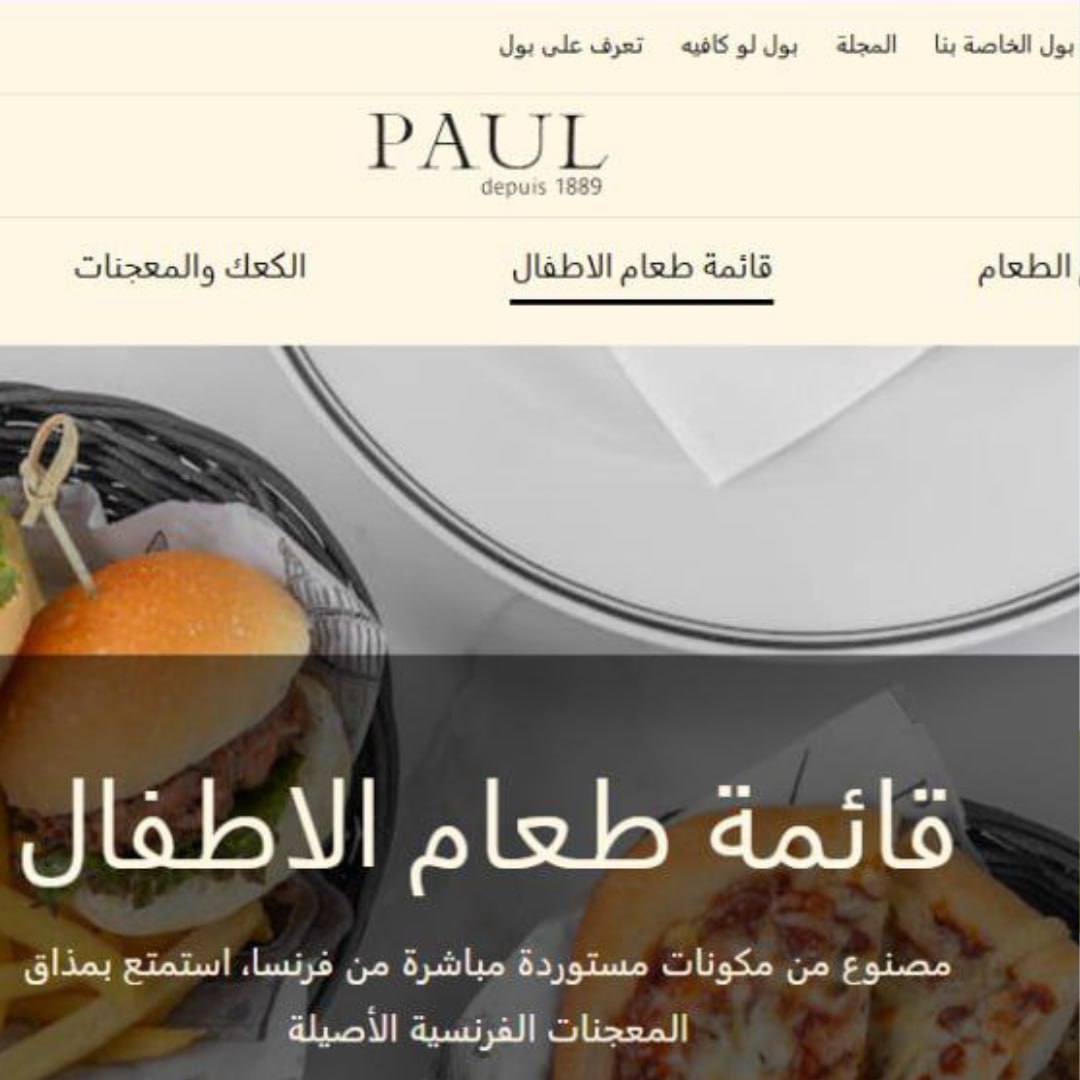 بول الخاصة بنا المجلة بول لو كافيه تعرف على بول
PAUL
depuis 1889
الطعام قائمة طعام الاطفال الكعك والمعجنات
قائمة طعام الاطفال
مصنوع من مكونات مستوردة مباشرة من فرنسا، استمتع بمذاق
المعجنات الفرنسية الأصيلة